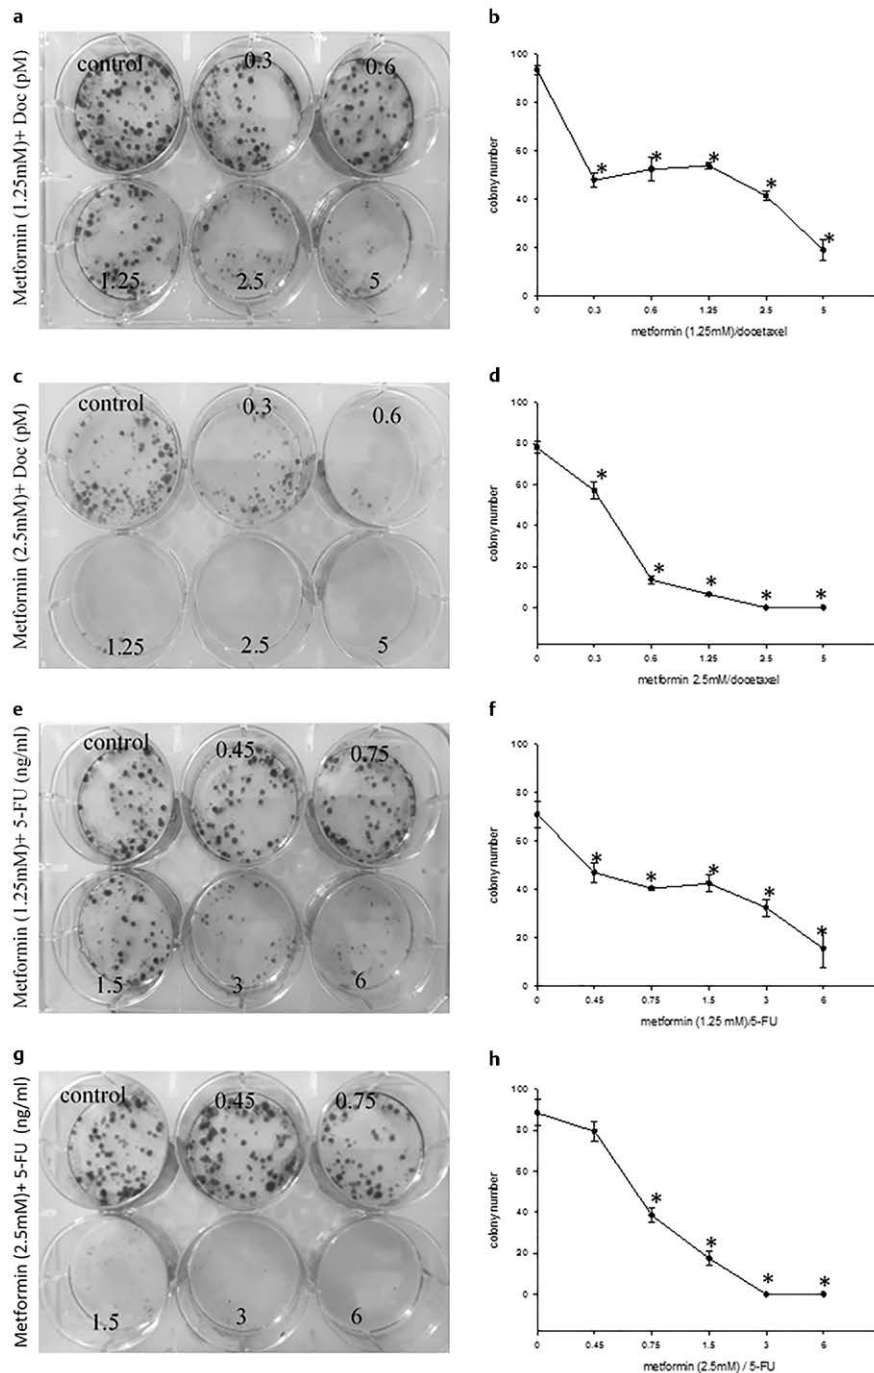 a
Metformin (1.25mM)+ Doc (pM)
control
0.3
0.6
1.25
2.5
5
b
colony number
100
80
60
40
20
0
* * * * *
0 0.3 0.6 1.25 2.5 5
metformin (1.25mM)/docetaxel
c
Metformin (2.5mM)+ Doc (pM)
control
0.3
0.6
1.25
2.5
5
d
colony number
100
80
60
40
20
0
* * * * *
0 0.3 0.6 1.25 2.5 5
metformin 2.5mM/docetaxel
e
Metformin (1.25mM)+ 5-FU (ng/ml)
control
0.45
0.75
1.5
3
6
f
colony number
100
80
60
40
20
0
* * * * *
0 0.45 0.75 1.5 3 6
metformin (1.25 mM)/5-FU
g
Metformin (2.5mM)+ 5-FU (ng/ml)
control
0.45
0.75
1.5
3
6
h
colony number
100
80
60
40
20
0
* * * *
0 0.45 0.75 1.5 3 6
metformin (2.5mM) / 5-FU